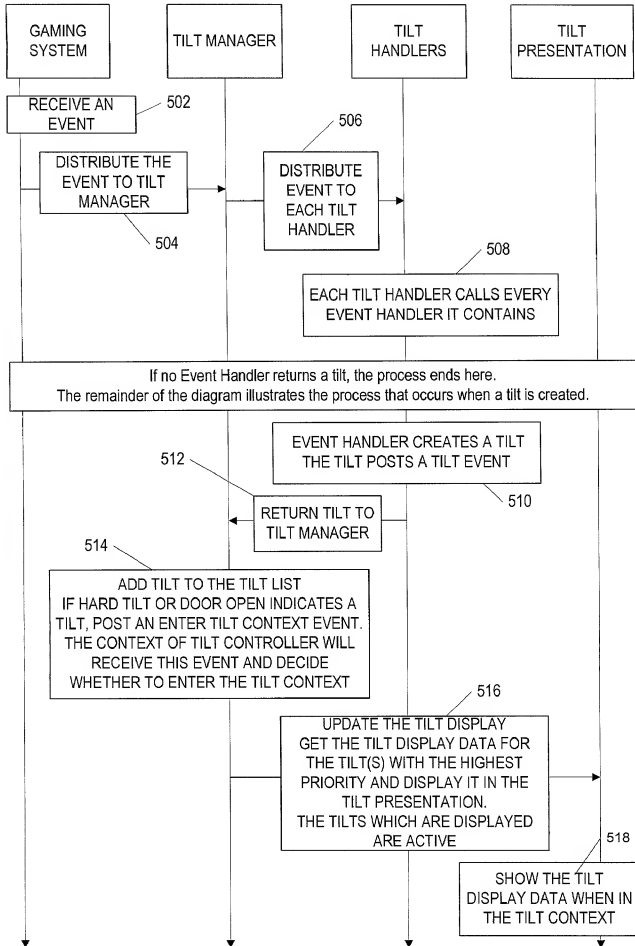 GAMING
SYSTEM
TILT MANAGER
TILT
HANDLERS
TILT
PRESENTATION
RECEIVE AN
EVENT
502
DISTRIBUTE THE
EVENT TO TILT
MANAGER
504
506
DISTRIBUTE
EVENT TO
EACH TILT
HANDLER
508
EACH TILT HANDLER CALLS EVERY
EVENT HANDLER IT CONTAINS
If no Event Handler returns a tilt, the process ends here.
The remainder of the diagram illustrates the process that occurs when a tilt is created.
EVENT HANDLER CREATES A TILT
THE TILT POSTS A TILT EVENT
510
512
RETURN TILT TO
TILT MANAGER
514
ADD TILT TO THE TILT LIST
IF HARD TILT OR DOOR OPEN INDICATES A
TILT, POST AN ENTER TILT CONTEXT EVENT.
THE CONTEXT OF TILT CONTROLLER WILL
RECEIVE THIS EVENT AND DECIDE
WHETHER TO ENTER THE TILT CONTEXT
516
UPDATE THE TILT DISPLAY
GET THE TILT DISPLAY DATA FOR
THE TILT(S) WITH THE HIGHEST
PRIORITY AND DISPLAY IT IN THE
TILT PRESENTATION.
THE TILTS WHICH ARE DISPLAYED
ARE ACTIVE
518
SHOW THE TILT
DISPLAY DATA WHEN IN
THE TILT CONTEXT